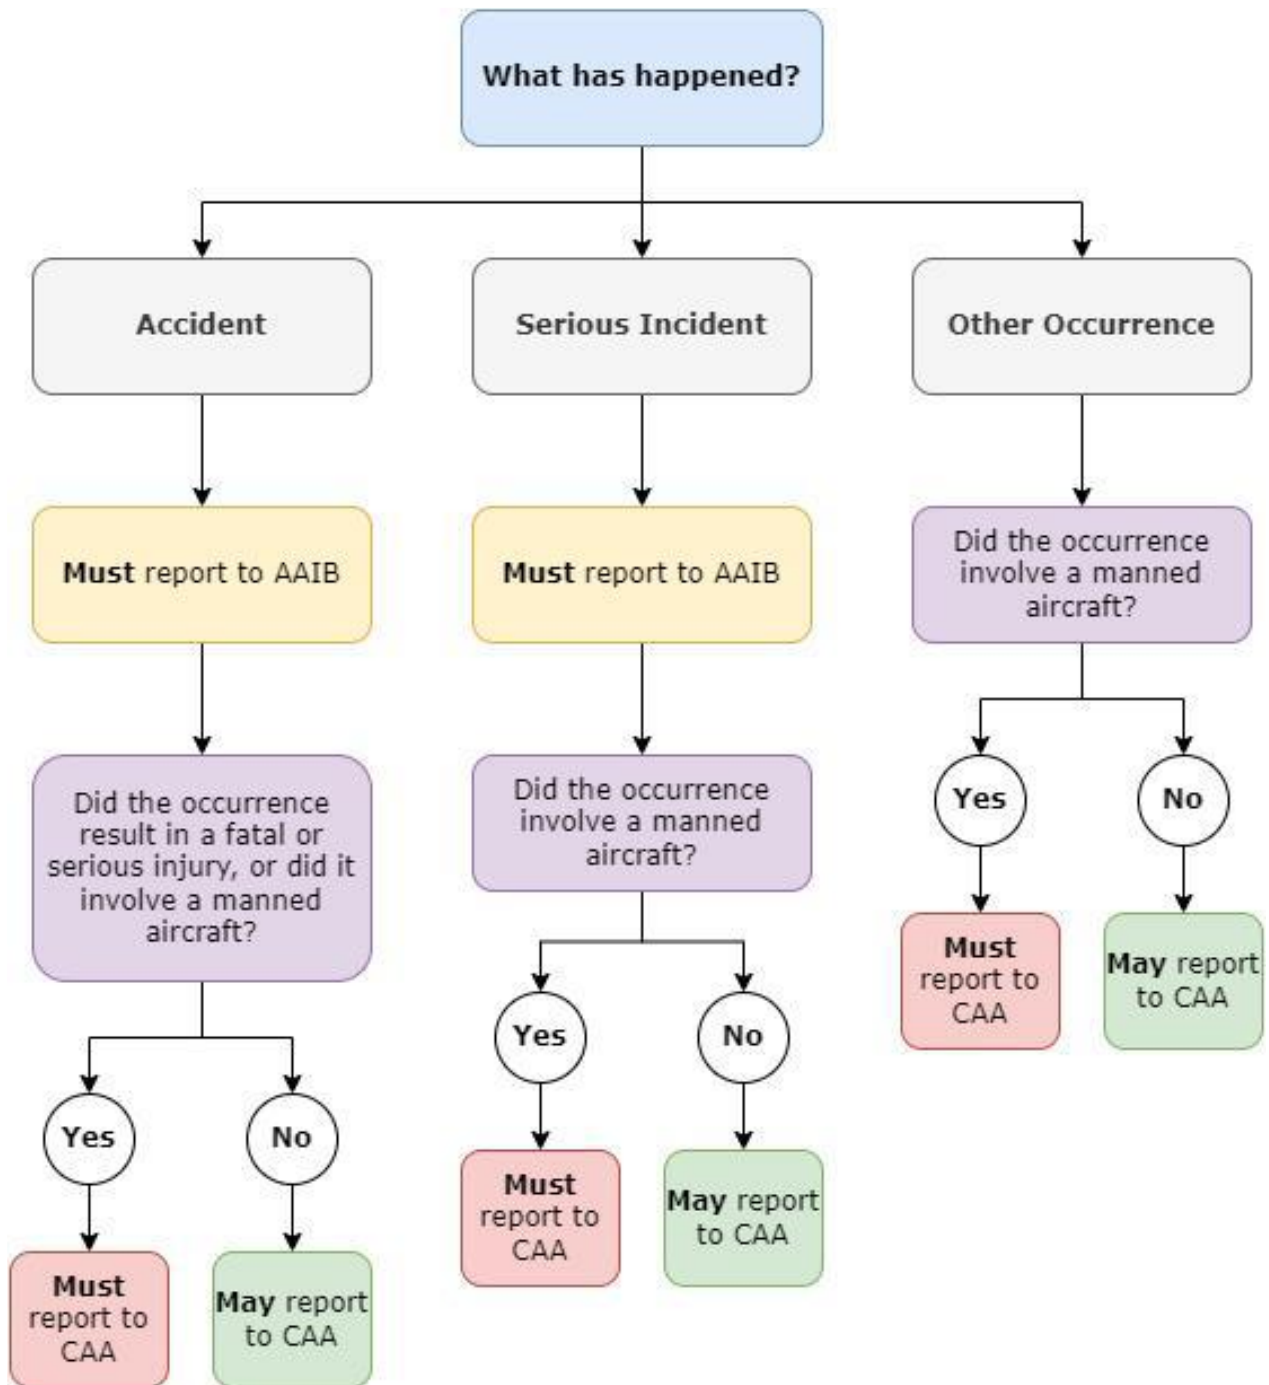 What has happened?
Accident
Serious Incident
Other Occurrence
Must report to AAIB
Must report to AAIB
Did the occurrence
involve a manned
aircraft?
Did the occurrence
result in a fatal or
serious injury, or did it
involve a manned
aircraft?
Did the occurrence
involve a manned
aircraft?
Yes
No
Must
report to
CAA
May report
to CAA
Yes
No
Must
report to
CAA
May report
to CAA
Yes
No
Must
report to
CAA
May report
to CAA